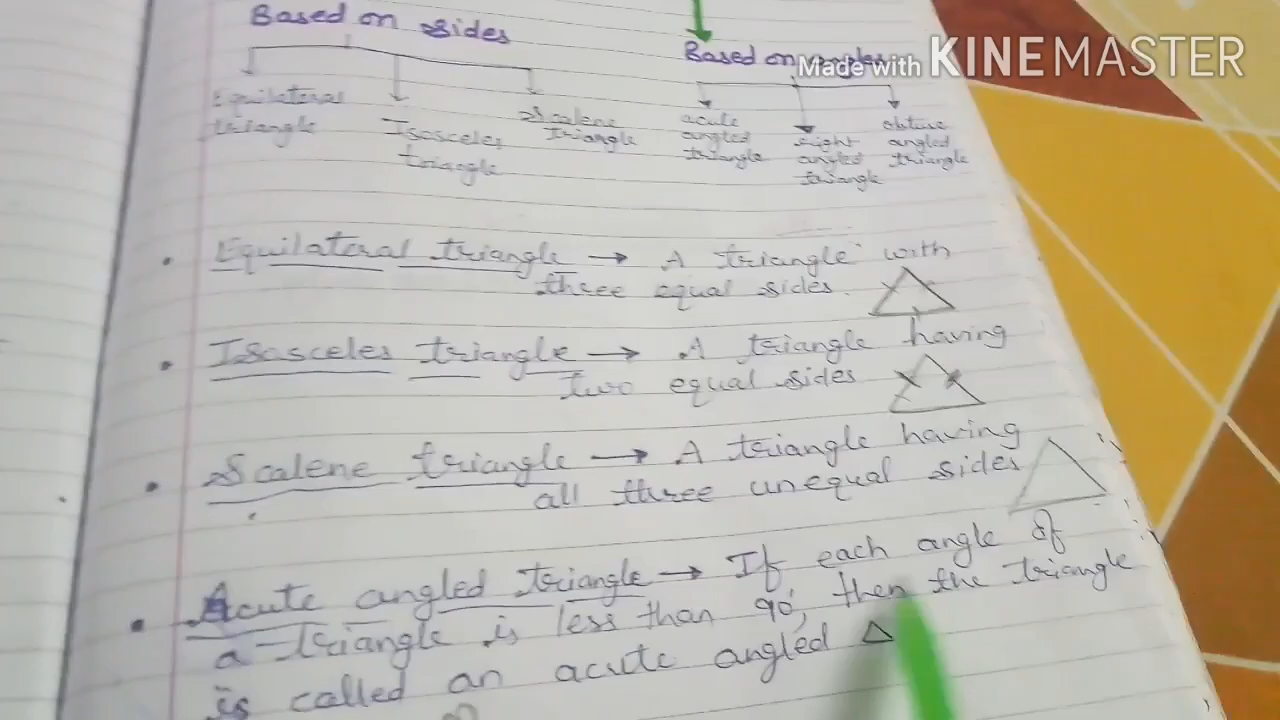 Based on sides
Based on angles
Made with KINEMASTER
Equilateral
triangle
Isosceles
triangle
Scalene
Triangle
acute
angled
triangle
right
angled
triangle
obtuse
angled
triangle
• Equilateral triangle → A triangle with
three equal sides.
• Isosceles triangle → A triangle having
two equal sides
• Scalene triangle → A triangle having
all three unequal sides
• Acute angled triangle → If each angle of
a triangle is less than 90°, then the triangle
is called an acute angled △